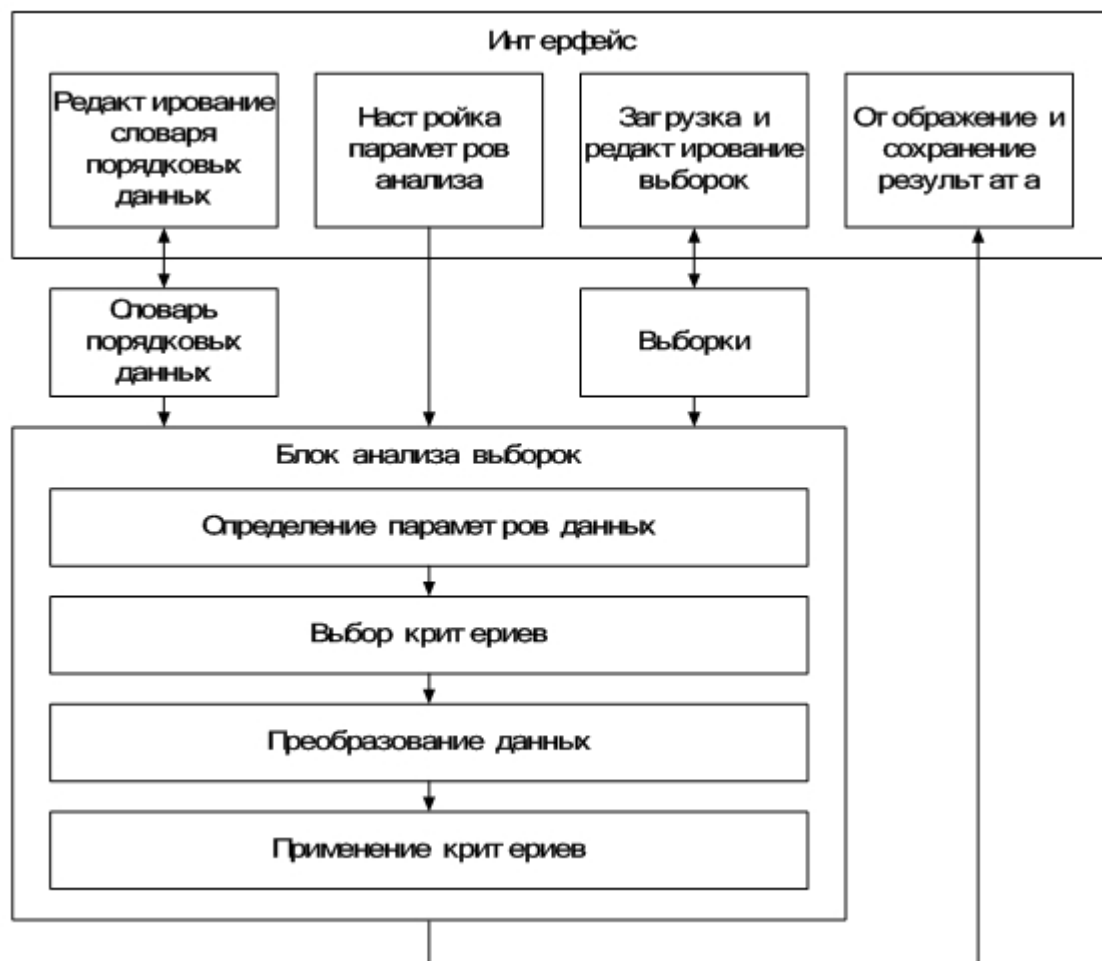 Интерфейс
Редактирование
словаря
порядковых
данных
Настройка
параметров
анализа
Загрузка и
редактирование
выборок
Отображение и
сохранение
результата
Словарь
порядковых
данных
Выборки
Блок анализа выборок
Определение параметров данных
Выбор критериев
Преобразование данных
Применение критериев